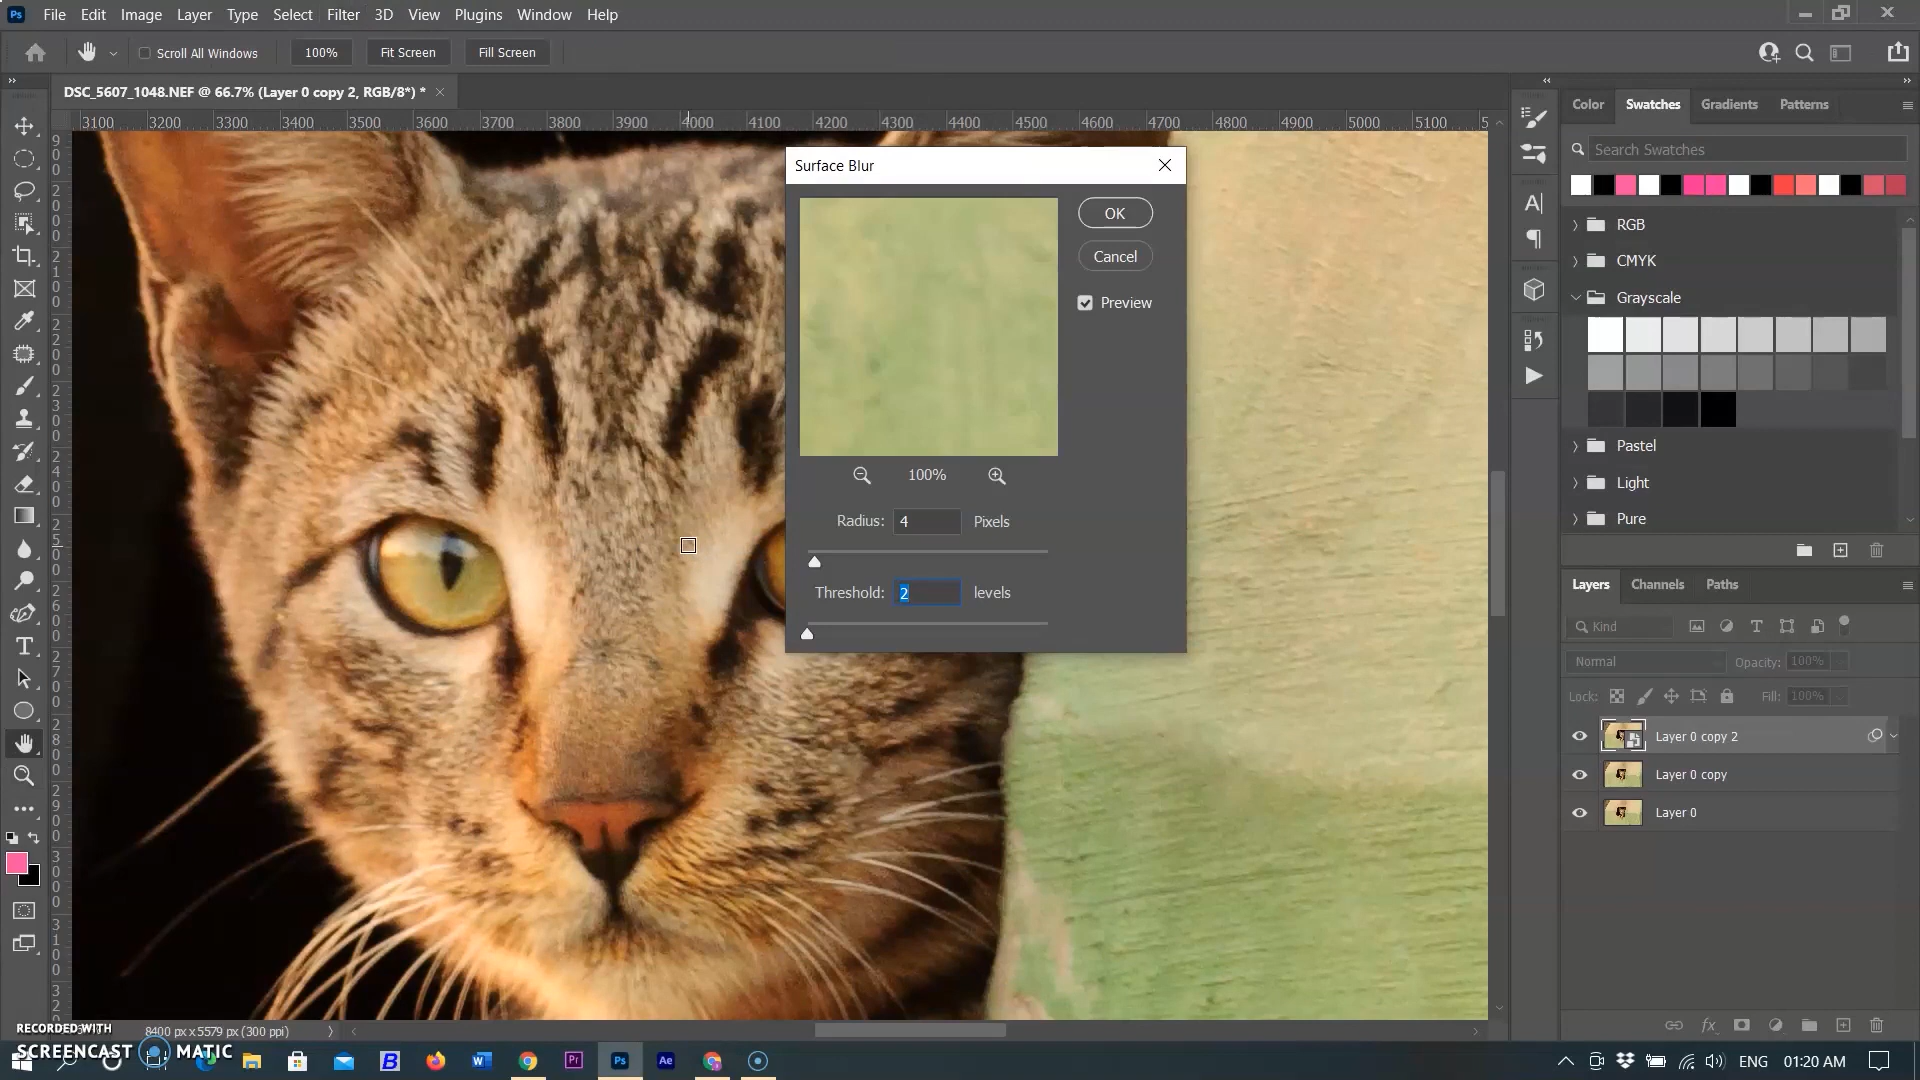 Ps File Edit Image Layer Type Select Filter 3D View Plugins Window Help
Scroll All Windows 100% Fit Screen Fill Screen
DSC_5607_1048.NEF @ 66.7% (Layer 0 copy 2, RGB/8*) *
3100 3200 3300 3400 3500 3600 3700 3800 3900 4000 4100 4200 4300 4400 4500 4600 4700 4800 4900 5000 5100 5
Surface Blur
OK
Cancel
Preview
100%
Radius: 4 Pixels
Threshold: 2 levels
Color Swatches Gradients Patterns
Search Swatches
RGB
CMYK
Grayscale
Pastel
Light
Pure
Layers Channels Paths
Kind
Normal Opacity: 100%
Lock: Fill: 100%
Layer 0 copy 2
Layer 0 copy
Layer 0
8400 px x 5579 px (300 ppi)
RECORDED WITH
SCREENCAST MATIC
W Pr Ps Ae
ENG 01:20 AM